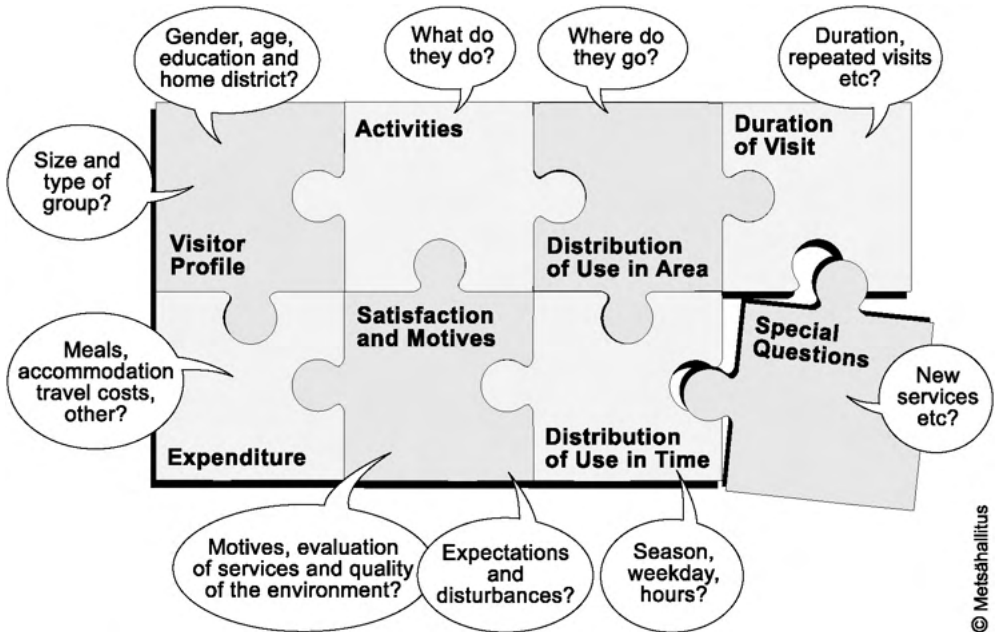 Gender, age,
education and
home district?
What do
they do?
Where do
they go?
Duration,
repeated visits
etc?
Size and
type of
group?
Activities
Duration
of Visit
Visitor
Profile
Distribution
of Use in Area
Satisfaction
and Motives
Special
Questions
Meals,
accommodation
travel costs,
other?
New
services
etc?
Expenditure
Distribution
of Use in Time
Motives, evaluation
of services and quality
of the environment?
Expectations
and
disturbances?
Season,
weekday,
hours?
© Metsähallitus